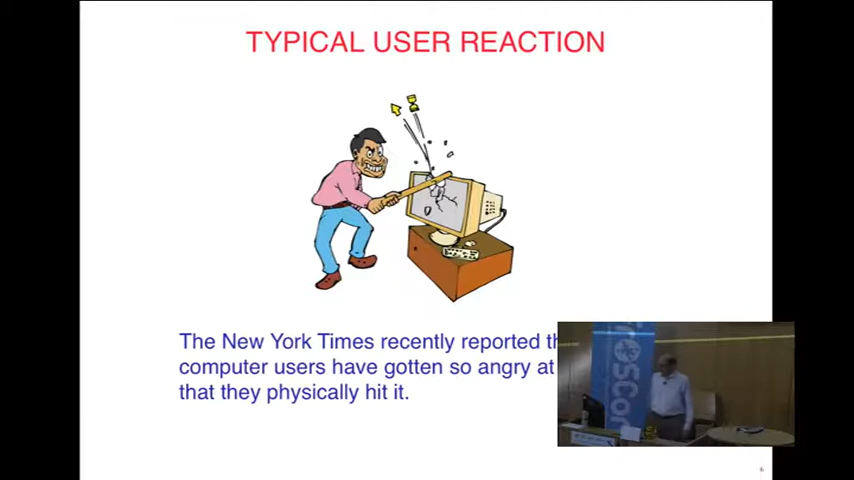 TYPICAL USER REACTION
The New York Times recently reported
computer users have gotten so angry at
that they physically hit it.
6